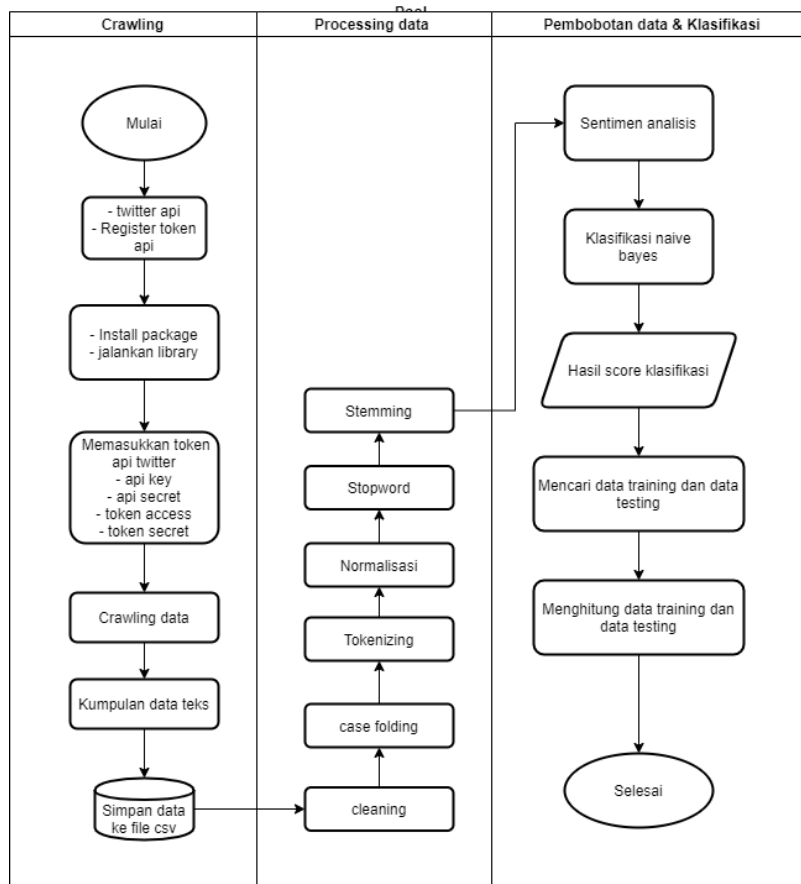 Pool
Crawling
Processing data
Pembobotan data & Klasifikasi
Mulai
- twitter api
- Register token
api
- Install package
- jalankan library
Memasukkan token
api twitter
- api key
- api secret
- token access
- token secret
Crawling data
Kumpulan data teks
Simpan data
ke file csv
Stemming
Stopword
Normalisasi
Tokenizing
case folding
cleaning
Sentimen analisis
Klasifikasi naive
bayes
Hasil score klasifikasi
Mencari data training dan data
testing
Menghitung data training dan
data testing
Selesai